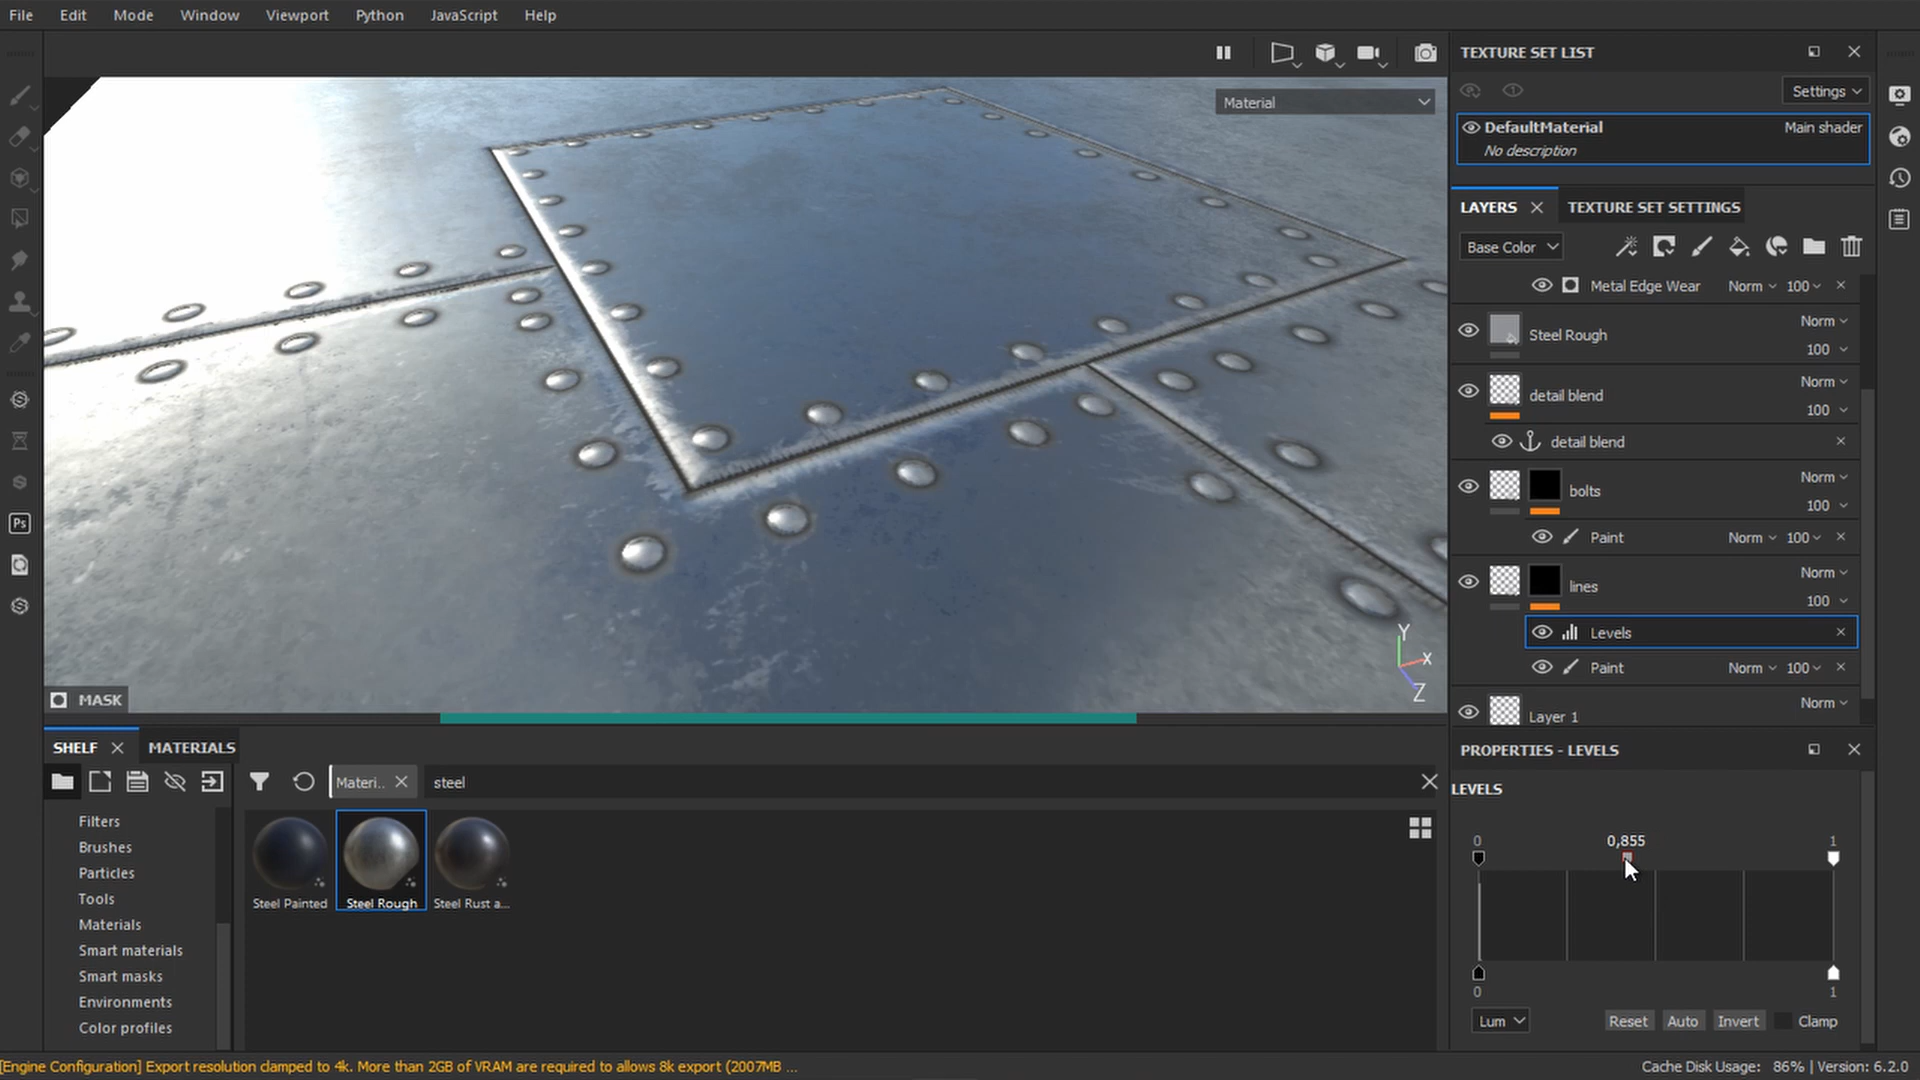 File Edit Mode Window Viewport Python JavaScript Help
Material
Y
X
Z
MASK
TEXTURE SET LIST
Settings
DefaultMaterial Main shader
No description
LAYERS TEXTURE SET SETTINGS
Base Color
Metal Edge Wear Norm 100
Norm
Steel Rough
100
Norm
detail blend
100
detail blend
Norm
bolts
100
Paint Norm 100
Norm
lines
100
Levels
Paint Norm 100
Norm
Layer 1
SHELF MATERIALS
Materi.. steel
Filters
Brushes
Particles
Tools
Materials
Smart materials
Smart masks
Environments
Color profiles
Steel Painted Steel Rough Steel Rust a...
PROPERTIES - LEVELS
LEVELS
0 0,855 1
0 1
Lum Reset Auto Invert Clamp
Ps
[Engine Configuration] Export resolution clamped to 4k. More than 2GB of VRAM are required to allows 8k export (2007MB ...
Cache Disk Usage: 86% | Version: 6.2.0